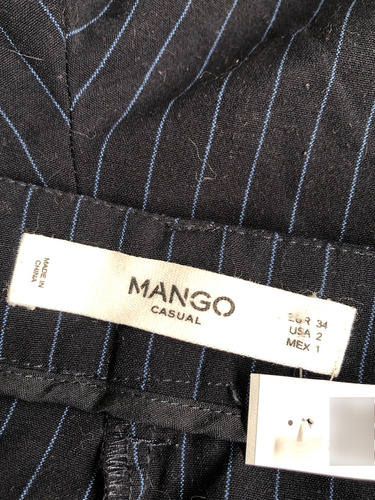 MADE IN
CHINA
MANGO
CASUAL
EUR 34
USA 2
MEX 1